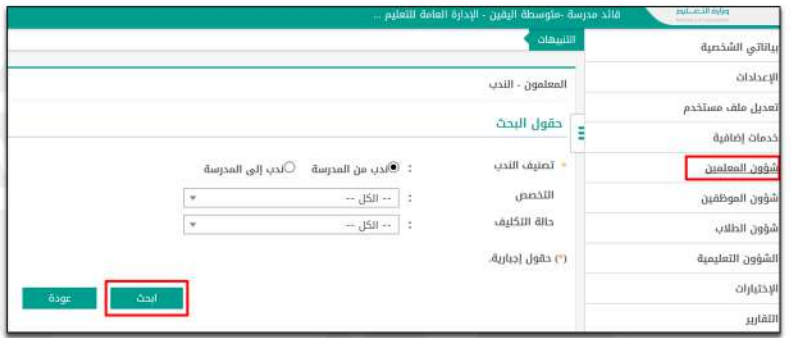 وزارة التعـليم
قائد مدرسة -متوسطة اليقين - الإدارة العامة للتعليم ...
التنبيهات
بياناتي الشخصية
الإعدادات
تعديل ملف مستخدم
خدمات إضافية
شؤون المعلمين
شؤون الموظفين
شؤون الطلاب
الشؤون التعليمية
الإختبارات
التقارير
المعلمون - الندب
حقول البحث
* تصنيف الندب : ندب من المدرسة ندب إلى المدرسة
التخصص : -- الكل --
حالة التكليف : -- الكل --
(*) حقول إجبارية.
ابحث عودة